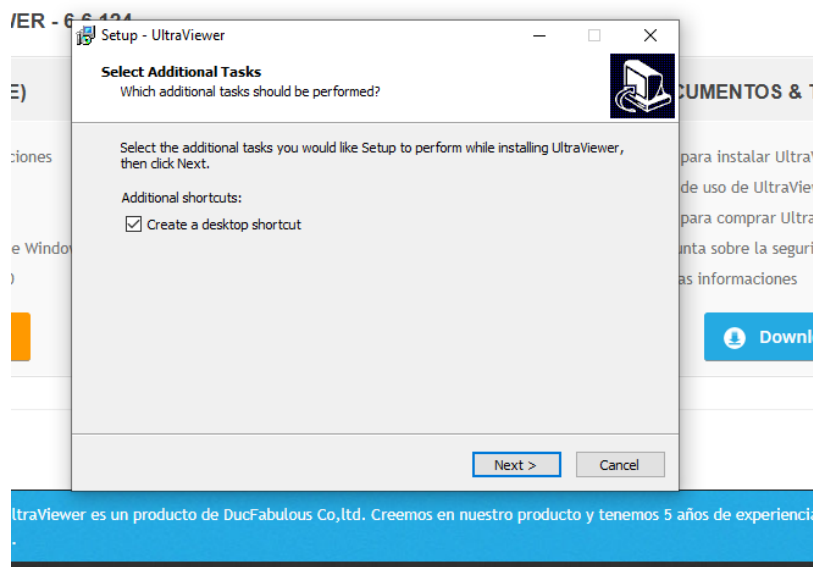 Setup - UltraViewer
Select Additional Tasks
Which additional tasks should be performed?
Select the additional tasks you would like Setup to perform while installing UltraViewer,
then click Next.
Additional shortcuts:
Create a desktop shortcut
Next >
Cancel
E)
CUMENTOS & T
ciones
para instalar Ultra
de uso de UltraVie
para comprar Ultra
e Window
unta sobre la seguri
as informaciones
Downl
ltraViewer es un producto de DucFabulous Co,ltd. Creemos en nuestro producto y tenemos 5 años de experiencia
.